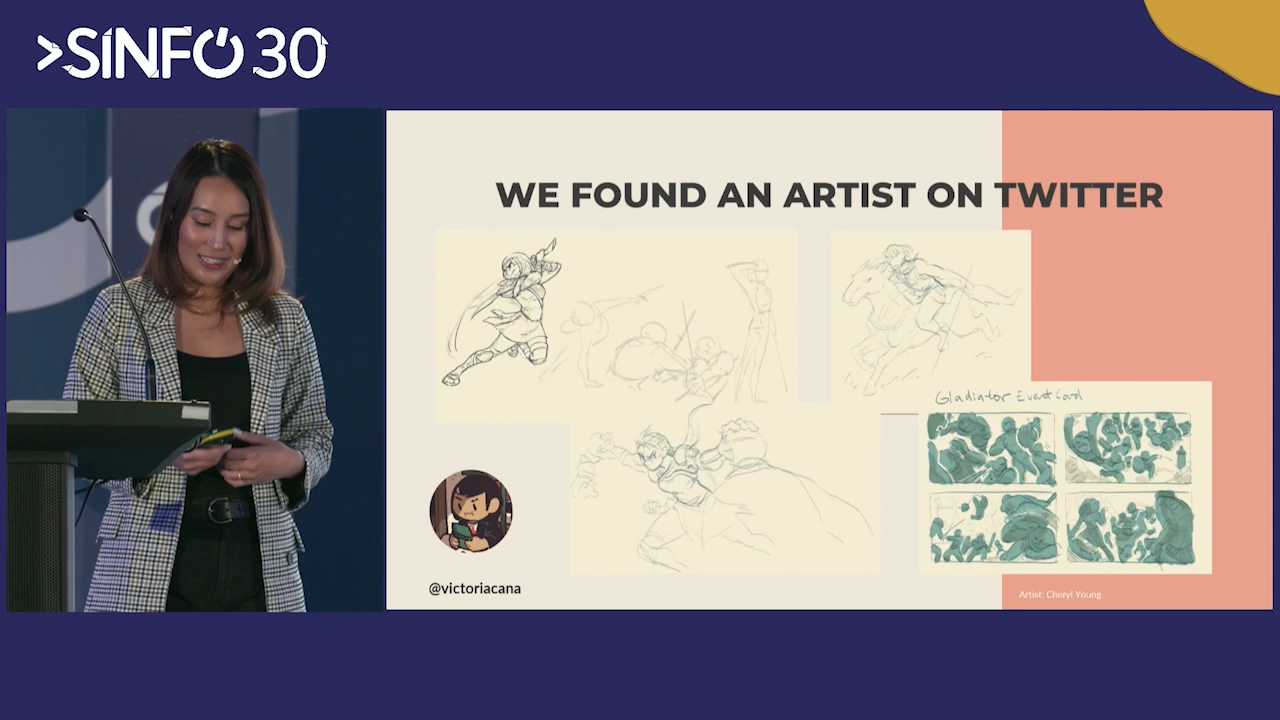 >SINFO 30
WE FOUND AN ARTIST ON TWITTER
Gladiator Event Card
@victoriacana
Artist: Cheryl Young